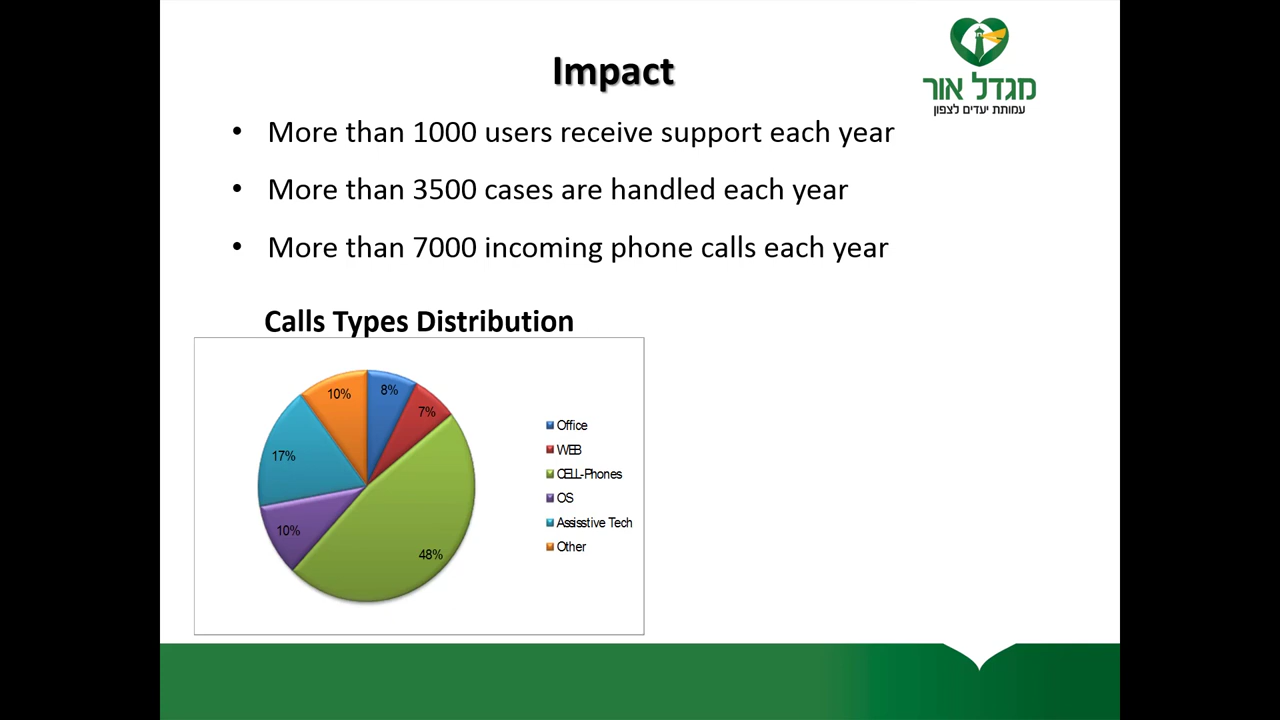 Impact
מגדל אור
עמותת יעדים לצפון
• More than 1000 users receive support each year
• More than 3500 cases are handled each year
• More than 7000 incoming phone calls each year
Calls Types Distribution
10%
8%
7%
17%
10%
48%
Office
WEB
CELL-Phones
OS
Assisstive Tech
Other